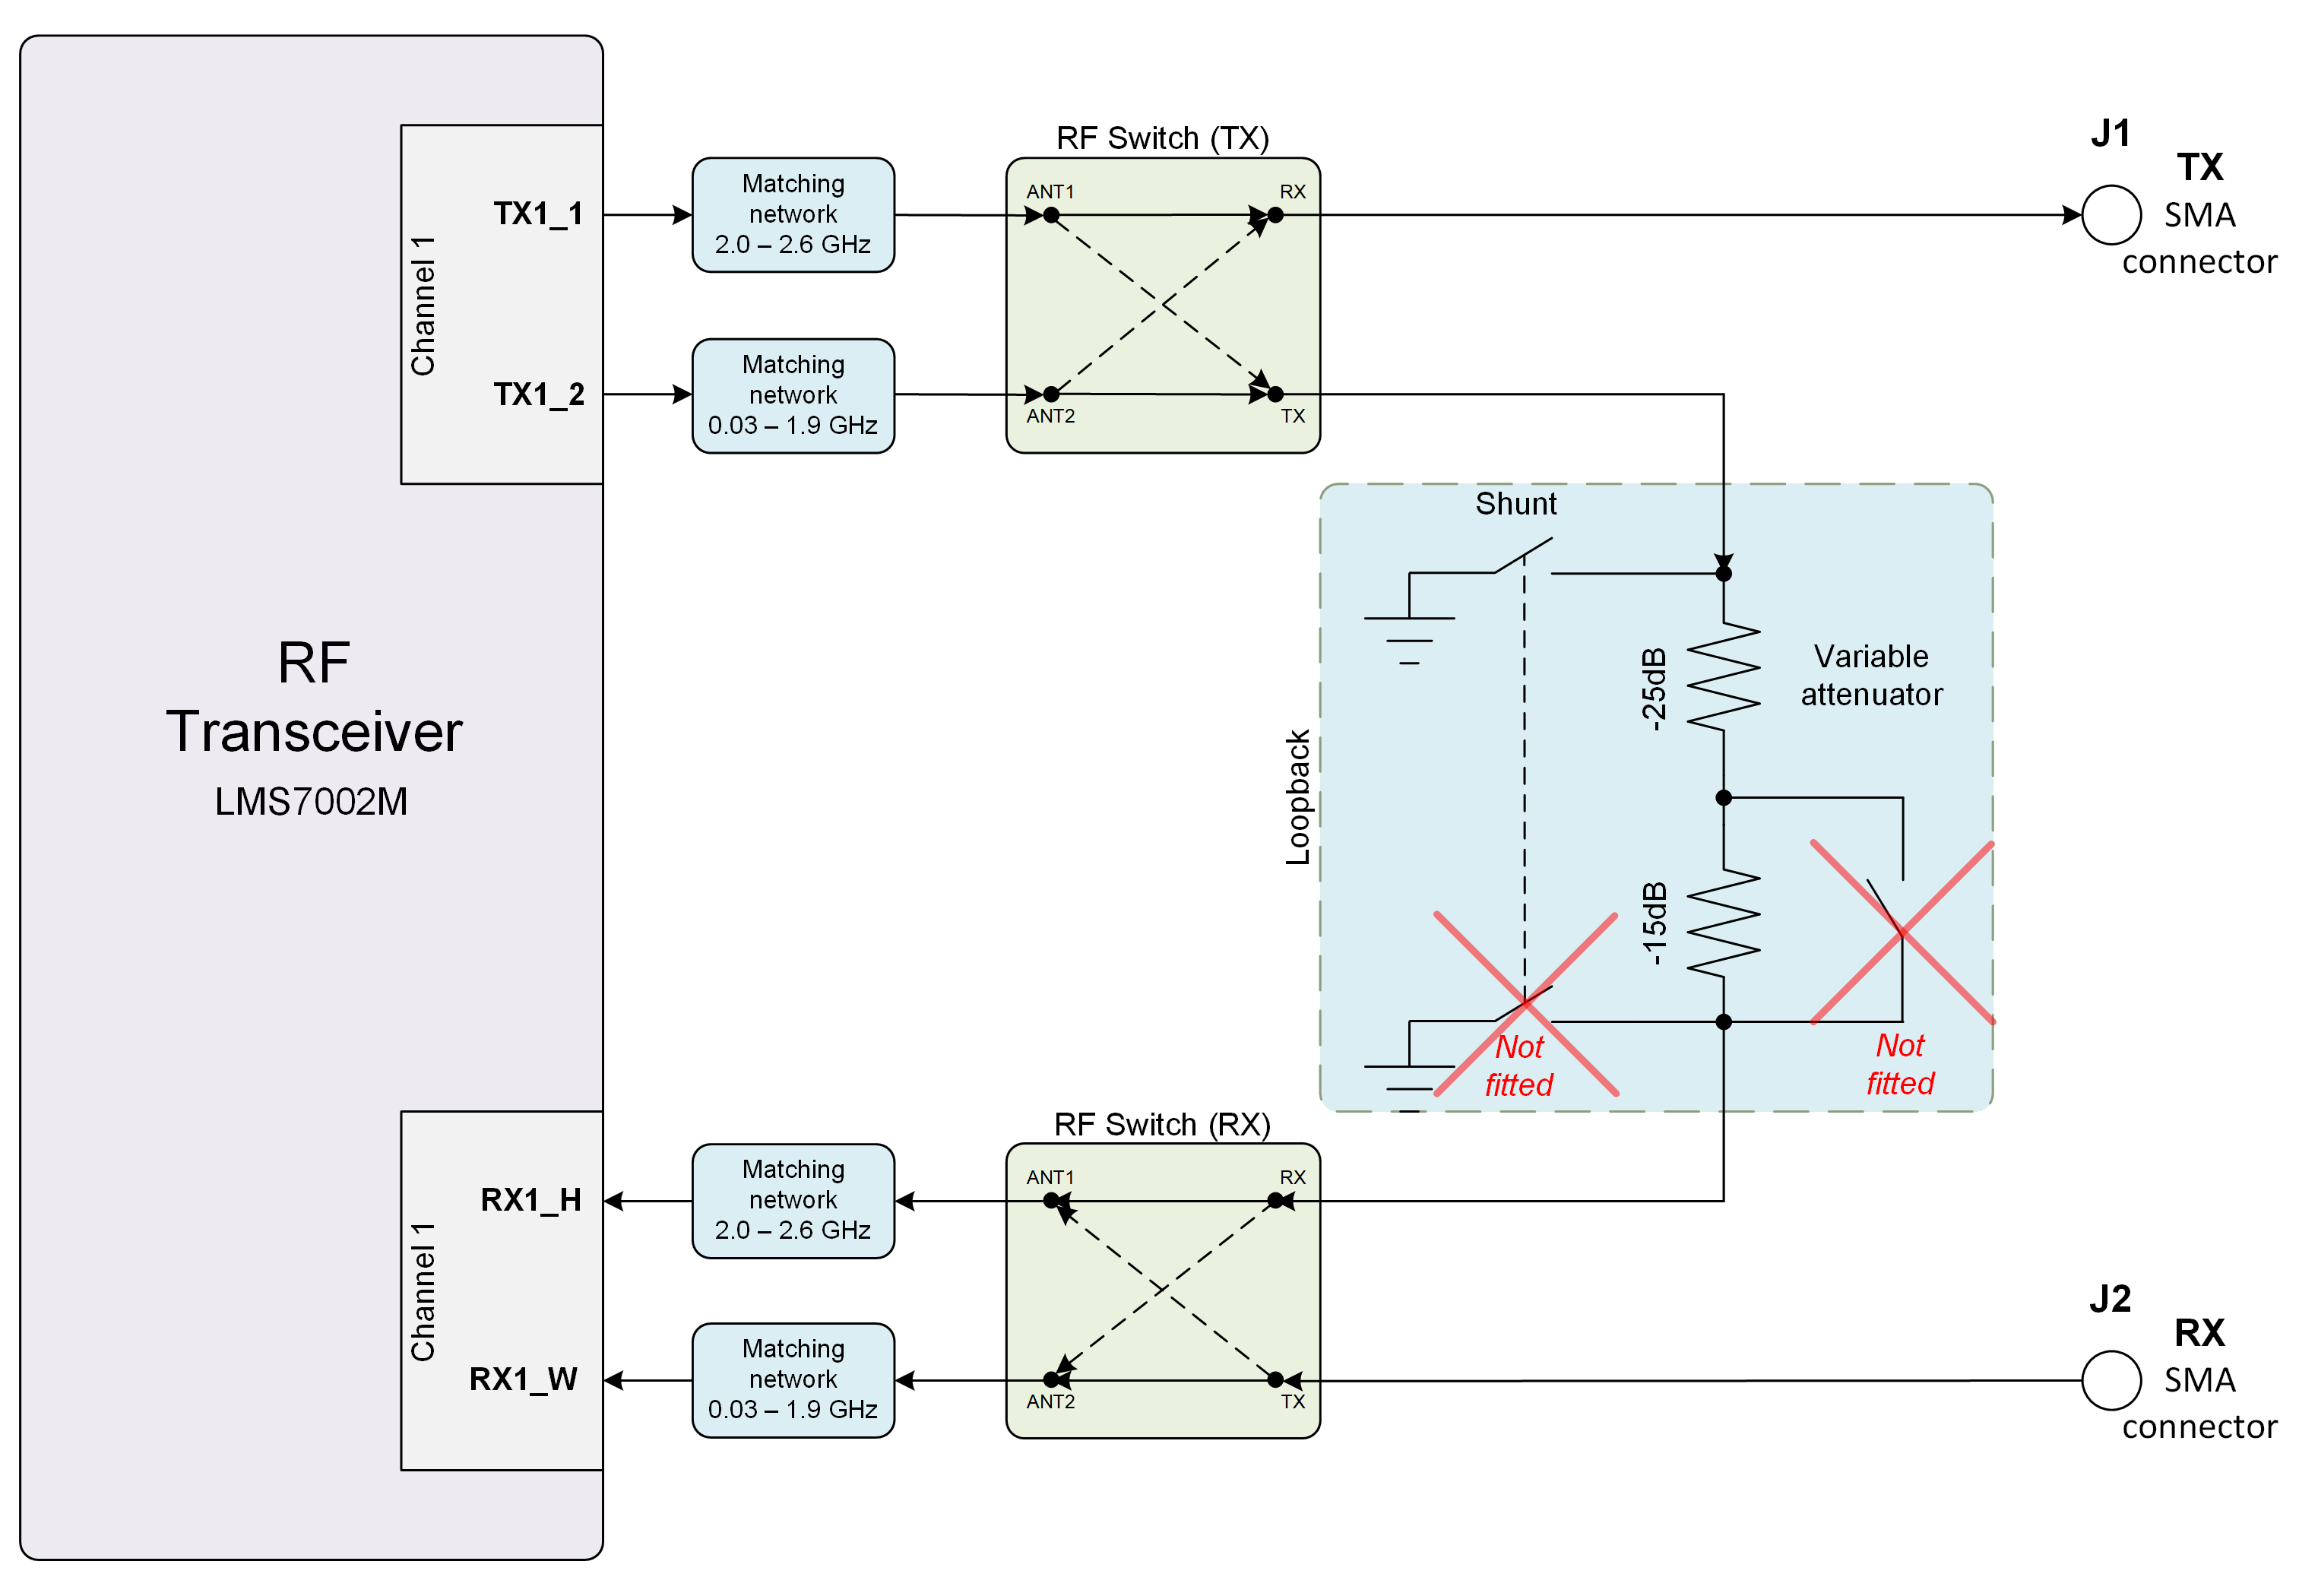 RF Switch (TX)
J1
TX
SMA
connector
Channel 1
TX1_1
Matching
network
2.0 – 2.6 GHz
ANT1
RX
TX1_2
Matching
network
0.03 – 1.9 GHz
ANT2
TX
RF
Transceiver
LMS7002M
Loopback
Shunt
-25dB
Variable
attenuator
-15dB
Not
fitted
Not
fitted
RF Switch (RX)
Channel 1
RX1_H
Matching
network
2.0 – 2.6 GHz
ANT1
RX
RX1_W
Matching
network
0.03 – 1.9 GHz
ANT2
TX
J2
RX
SMA
connector